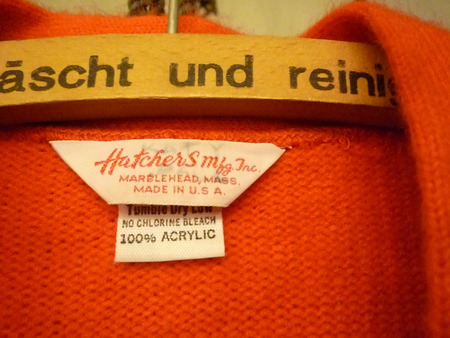 äscht und reinig
Hatchers Mfg. Inc.
MARBLEHEAD, MASS.
MADE IN U.S.A.
Tumble Dry Low
NO CHLORINE BLEACH
100% ACRYLIC